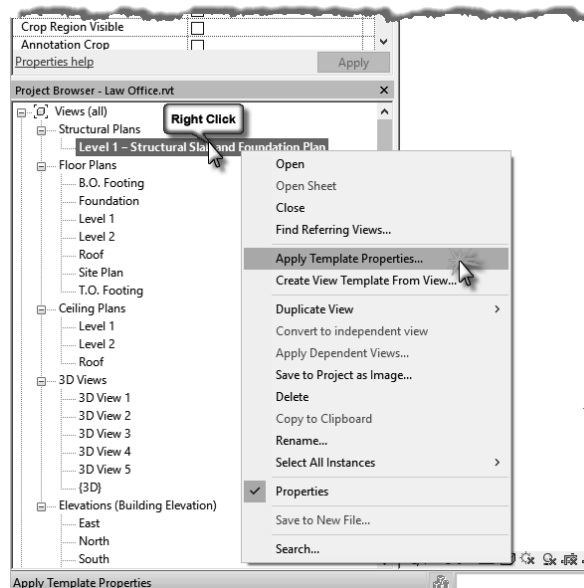 Crop Region Visible
Annotation Crop
Properties help
Apply
Project Browser - Law Office.rvt
Views (all)
Right Click
Structural Plans
Level 1 – Structural Slab and Foundation Plan
Floor Plans
B.O. Footing
Foundation
Level 1
Level 2
Roof
Site Plan
T.O. Footing
Ceiling Plans
Level 1
Level 2
Roof
3D Views
3D View 1
3D View 2
3D View 3
3D View 4
3D View 5
{3D}
Elevations (Building Elevation)
East
North
South
Open
Open Sheet
Close
Find Referring Views...
Apply Template Properties...
Create View Template From View...
Duplicate View
Convert to independent view
Apply Dependent Views...
Save to Project as Image...
Delete
Copy to Clipboard
Rename...
Select All Instances
Properties
Save to New File...
Search...
Apply Template Properties